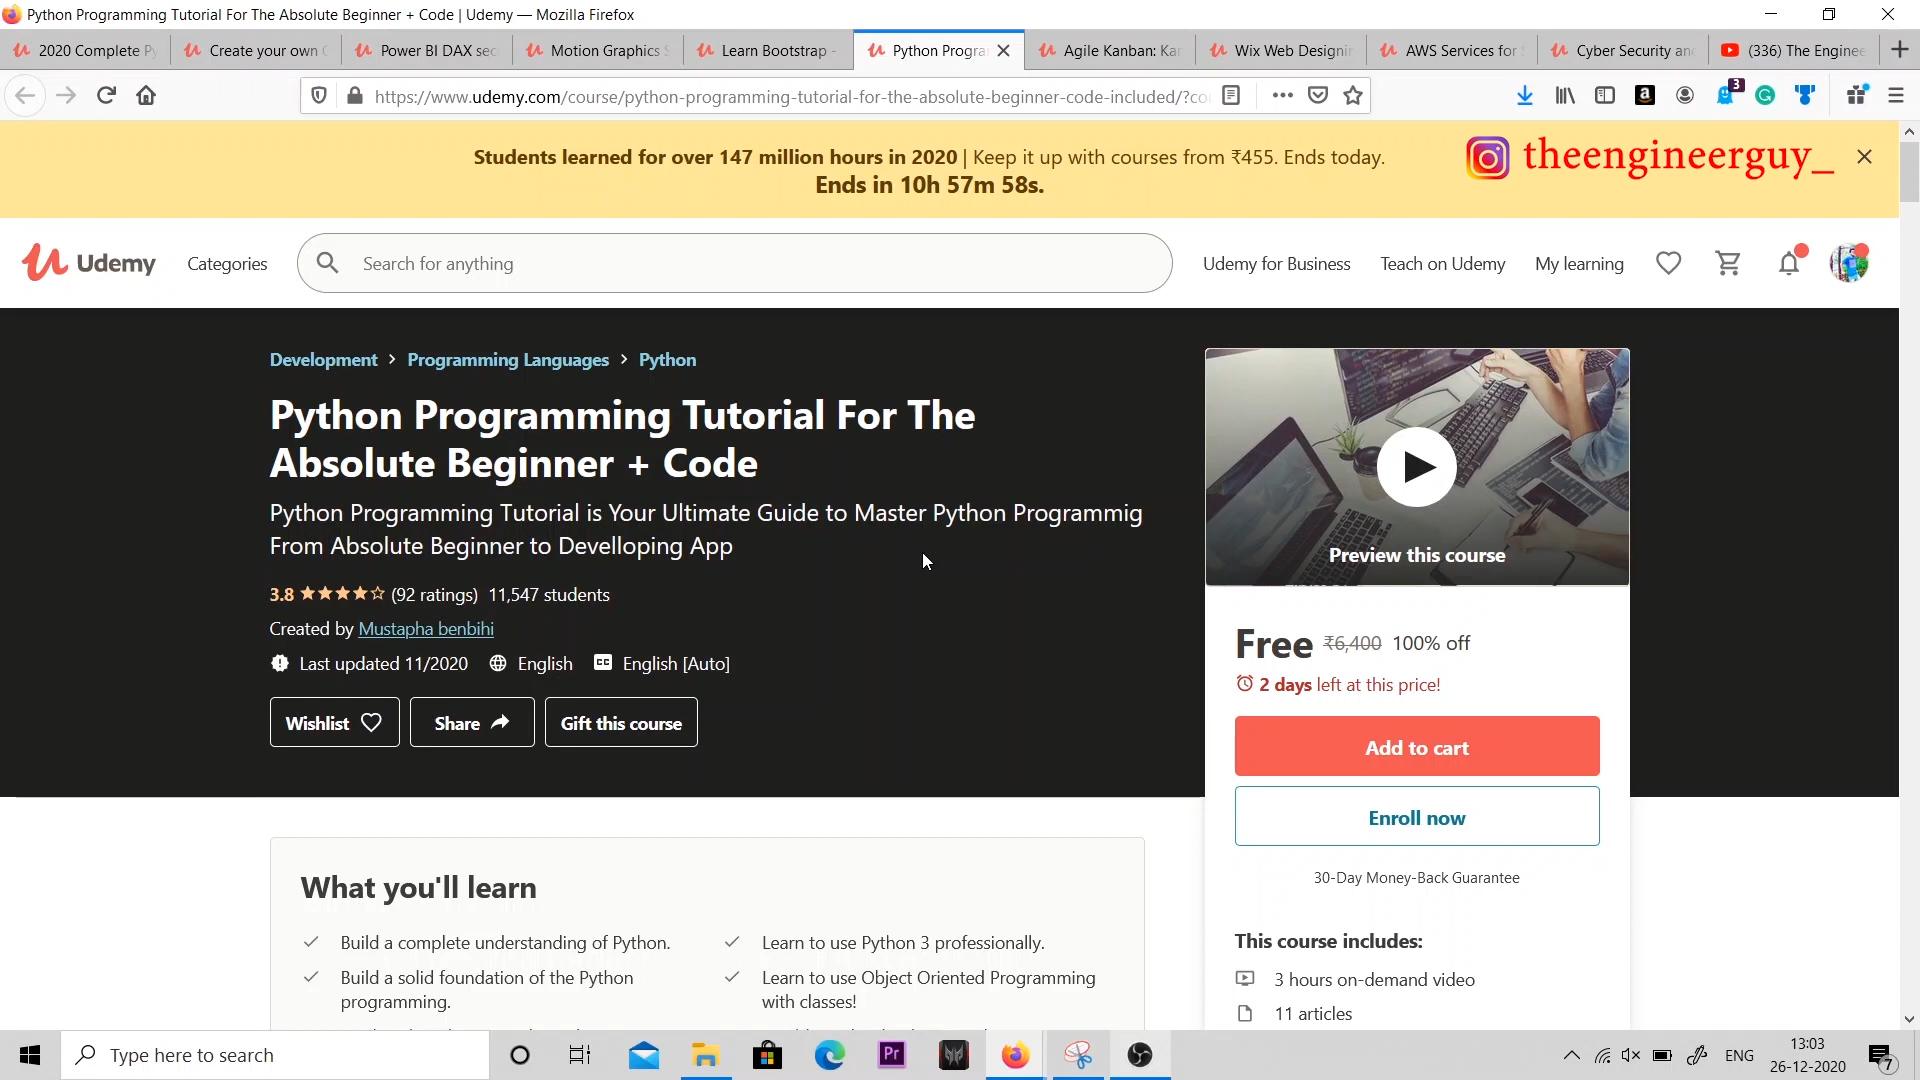 Python Programming Tutorial For The Absolute Beginner + Code | Udemy — Mozilla Firefox
2020 Complete Py
Create your own C
Power BI DAX sec
Motion Graphics S
Learn Bootstrap -
Python Progra
Agile Kanban: Kan
Wix Web Designin
AWS Services for S
Cyber Security and
(336) The Enginee
https://www.udemy.com/course/python-programming-tutorial-for-the-absolute-beginner-code-included/?co
3
Students learned for over 147 million hours in 2020 | Keep it up with courses from ₹455. Ends today.
Ends in 10h 57m 58s.
theengineerguy_
Udemy
Categories
Search for anything
Udemy for Business
Teach on Udemy
My learning
Development > Programming Languages > Python
Python Programming Tutorial For The
Absolute Beginner + Code
Python Programming Tutorial is Your Ultimate Guide to Master Python Programmig
From Absolute Beginner to Develloping App
3.8 (92 ratings) 11,547 students
Created by Mustapha benbihi
Last updated 11/2020 English English [Auto]
Wishlist
Share
Gift this course
Preview this course
Free ₹6,400 100% off
2 days left at this price!
Add to cart
Enroll now
30-Day Money-Back Guarantee
This course includes:
3 hours on-demand video
11 articles
What you'll learn
Build a complete understanding of Python.
Build a solid foundation of the Python
programming.
Learn to use Python 3 professionally.
Learn to use Object Oriented Programming
with classes!
Type here to search
Pr
ENG
13:03
26-12-2020
7